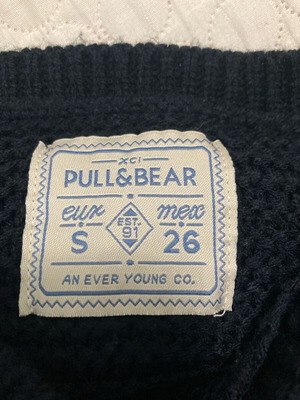 XCI
PULL&BEAR
eur mex
EST.
S 91 26
AN EVER YOUNG CO.